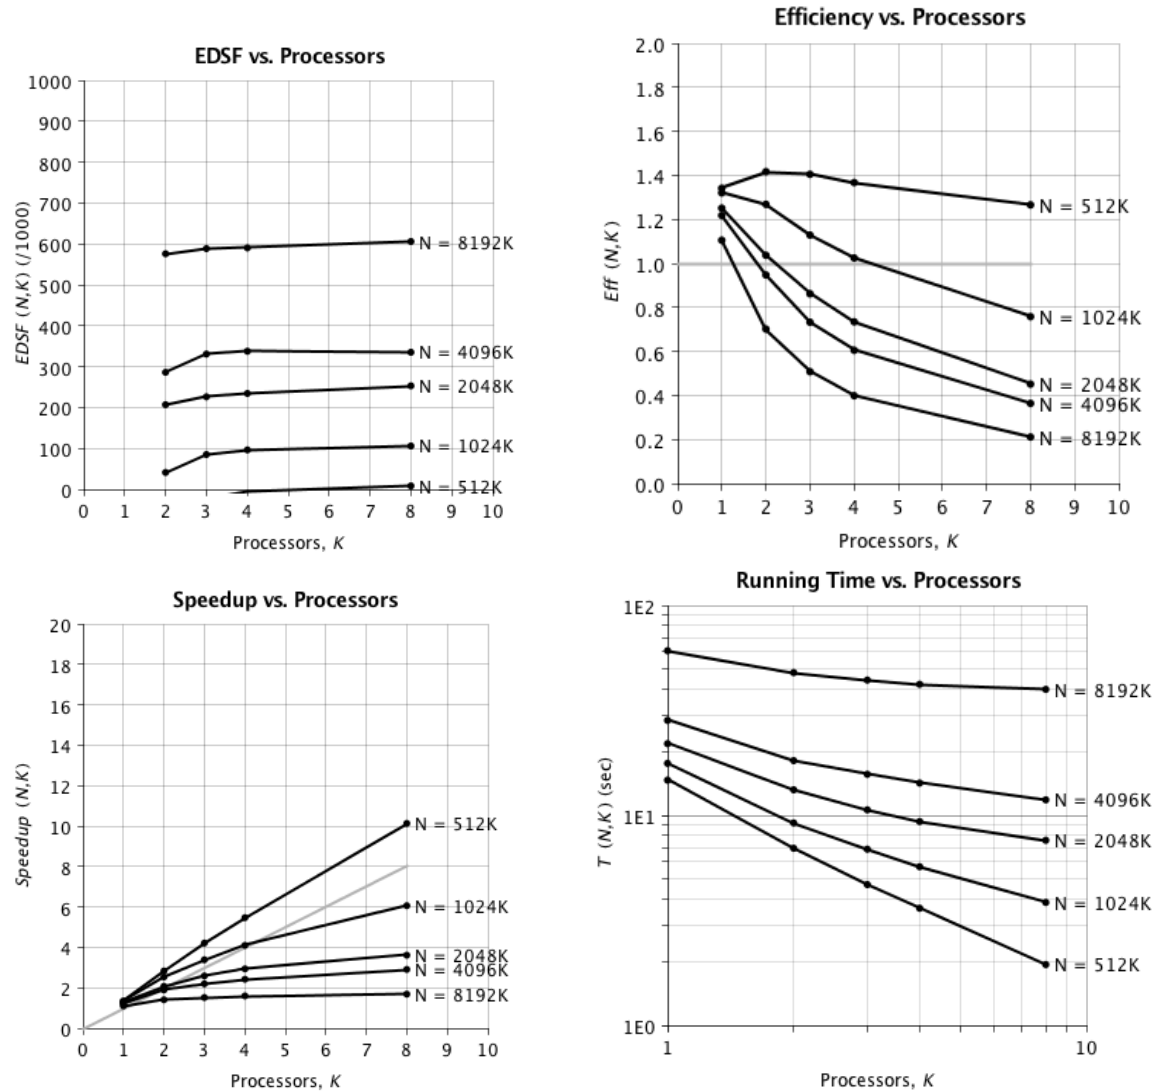 EDSF vs. Processors
EDSF (N,K) (/1000)
1000
900
800
700
600
500
400
300
200
100
0
N = 8192K
N = 4096K
N = 2048K
N = 1024K
N = 512K
0 1 2 3 4 5 6 7 8 9 10
Processors, K
Efficiency vs. Processors
Eff (N,K)
2.0
1.8
1.6
1.4
1.2
1.0
0.8
0.6
0.4
0.2
0.0
N = 512K
N = 1024K
N = 2048K
N = 4096K
N = 8192K
0 1 2 3 4 5 6 7 8 9 10
Processors, K
Speedup vs. Processors
Speedup (N,K)
20
18
16
14
12
10
8
6
4
2
0
N = 512K
N = 1024K
N = 2048K
N = 4096K
N = 8192K
0 1 2 3 4 5 6 7 8 9 10
Processors, K
Running Time vs. Processors
T (N,K) (sec)
1E2
1E1
1E0
N = 8192K
N = 4096K
N = 2048K
N = 1024K
N = 512K
1 10
Processors, K